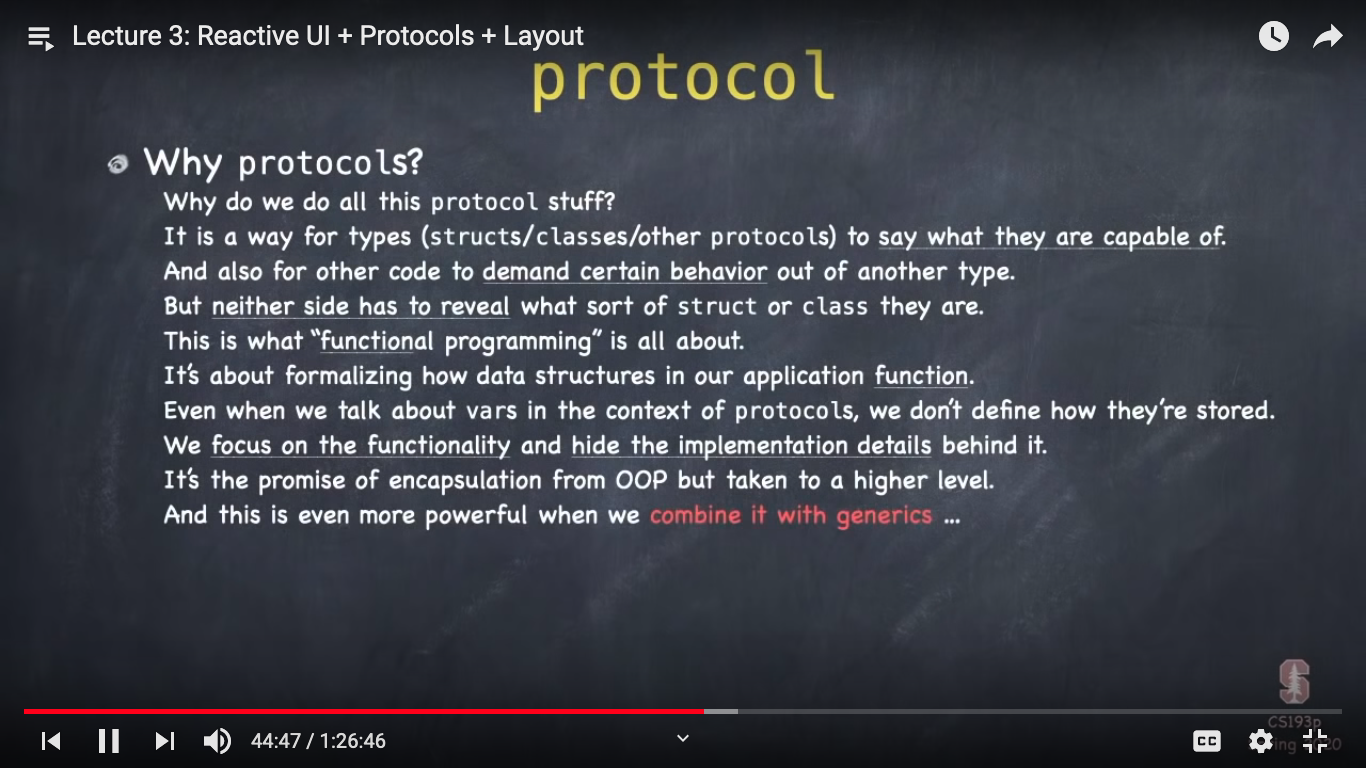 Lecture 3: Reactive UI + Protocols + Layout
protocol
Why protocols?
Why do we do all this protocol stuff?
It is a way for types (structs/classes/other protocols) to say what they are capable of.
And also for other code to demand certain behavior out of another type.
But neither side has to reveal what sort of struct or class they are.
This is what “functional programming” is all about.
It’s about formalizing how data structures in our application function.
Even when we talk about vars in the context of protocols, we don’t define how they’re stored.
We focus on the functionality and hide the implementation details behind it.
It’s the promise of encapsulation from OOP but taken to a higher level.
And this is even more powerful when we combine it with generics ...
S
CS193p
44:47 / 1:26:46
CC